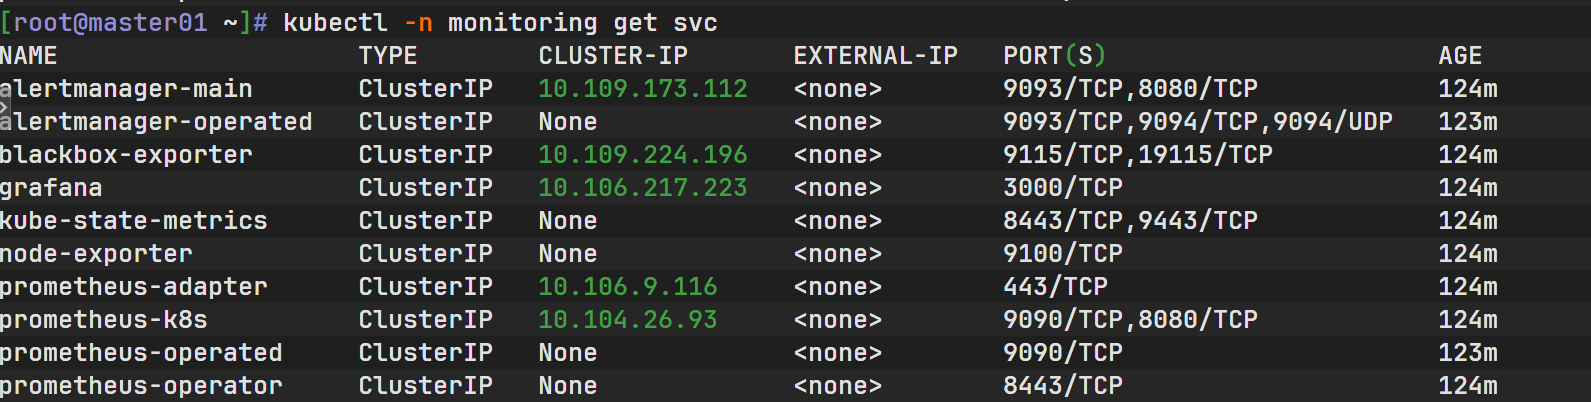 [root@master01 ~]# kubectl -n monitoring get svc
NAME TYPE CLUSTER-IP EXTERNAL-IP PORT(S) AGE
alertmanager-main ClusterIP 10.109.173.112 <none> 9093/TCP,8080/TCP 124m
alertmanager-operated ClusterIP None <none> 9093/TCP,9094/TCP,9094/UDP 123m
blackbox-exporter ClusterIP 10.109.224.196 <none> 9115/TCP,19115/TCP 124m
grafana ClusterIP 10.106.217.223 <none> 3000/TCP 124m
kube-state-metrics ClusterIP None <none> 8443/TCP,9443/TCP 124m
node-exporter ClusterIP None <none> 9100/TCP 124m
prometheus-adapter ClusterIP 10.106.9.116 <none> 443/TCP 124m
prometheus-k8s ClusterIP 10.104.26.93 <none> 9090/TCP,8080/TCP 124m
prometheus-operated ClusterIP None <none> 9090/TCP 123m
prometheus-operator ClusterIP None <none> 8443/TCP 124m